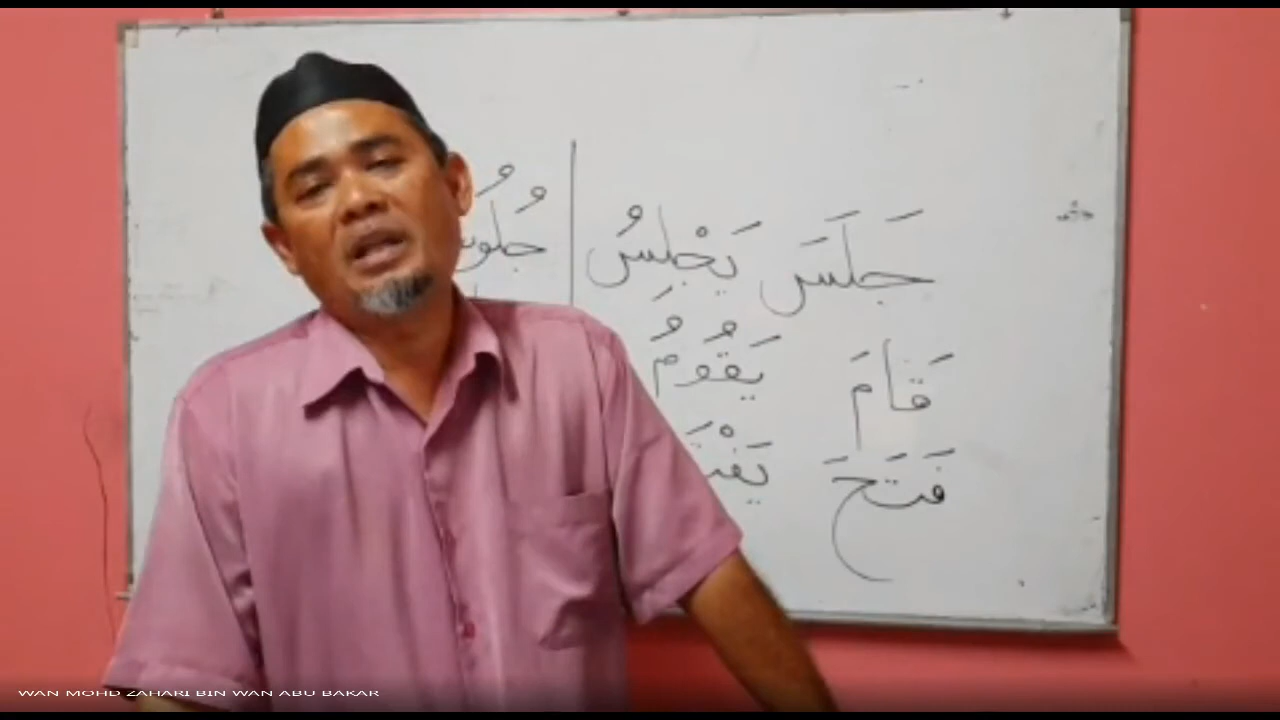 جَلَسَ يَجْلِسُ
قَامَ يَقُومُ
فَتَحَ
WAN MOHD ZAHARI BIN WAN ABU BAKAR